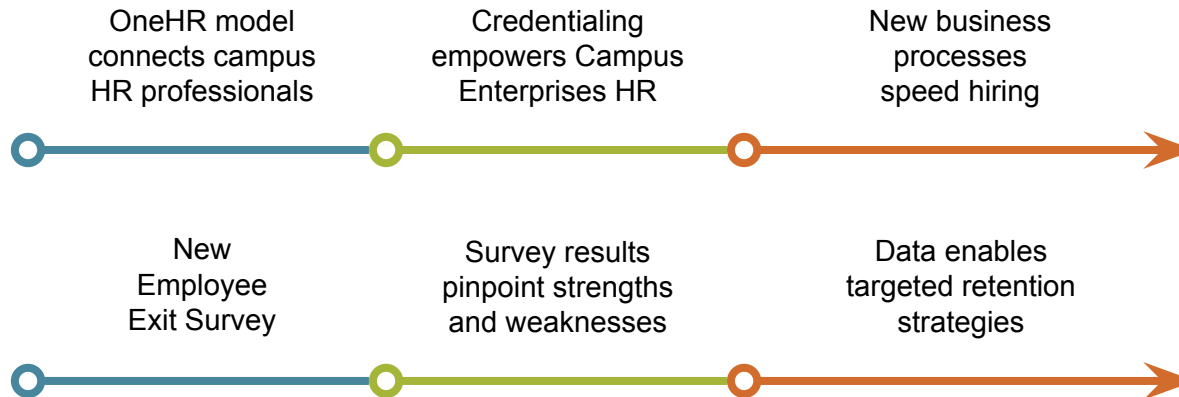 OneHR model
connects campus
HR professionals
Credentialing
empowers Campus
Enterprises HR
New business
processes
speed hiring
New
Employee
Exit Survey
Survey results
pinpoint strengths
and weaknesses
Data enables
targeted retention
strategies